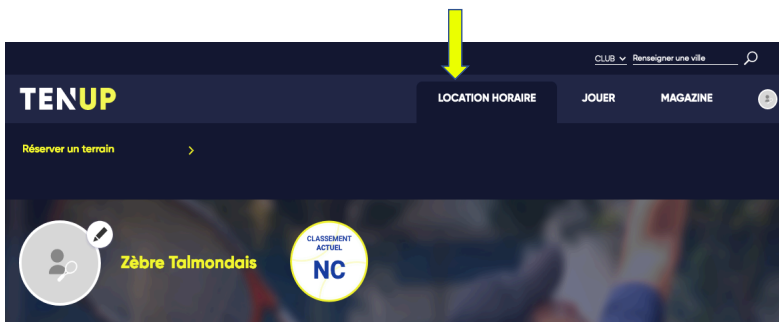 CLUB Renseigner une ville
TENUP LOCATION HORAIRE JOUER MAGAZINE
Réserver un terrain
CLASSEMENT
ACTUEL
Zèbre Talmondais NC